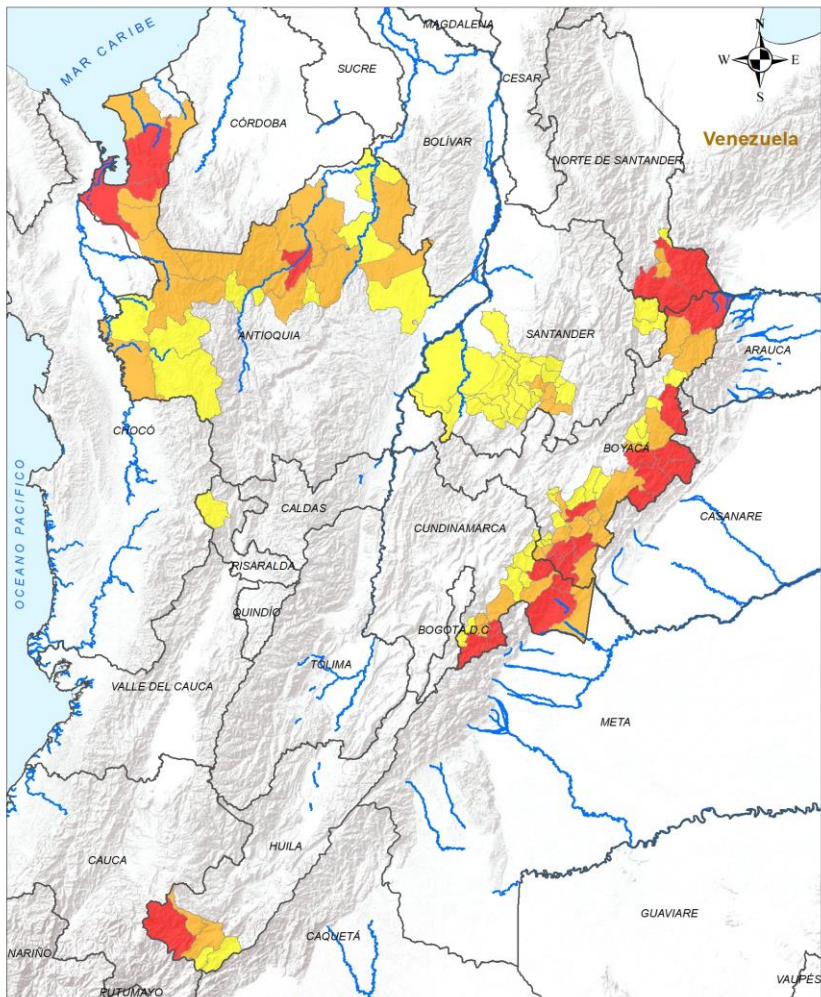 MAGDALENA
N
MAR CARIBE
SUCRE
CESAR
W
E
S
CÓRDOBA
BOLÍVAR
Venezuela
NORTE DE SANTANDER
SANTANDER
ANTIOQUIA
ARAUCA
CHOCÓ
BOYACÁ
OCEANO PACIFICO
CALDAS
CUNDINAMARCA
CASANARE
RISARALDA
QUINDÍO
BOGOTÁ, D.C
TOLIMA
VALLE DEL CAUCA
META
HUILA
CAUCA
GUAVIARE
CAQUETÁ
NARIÑO
PUTUMAYO
VAUPÉS